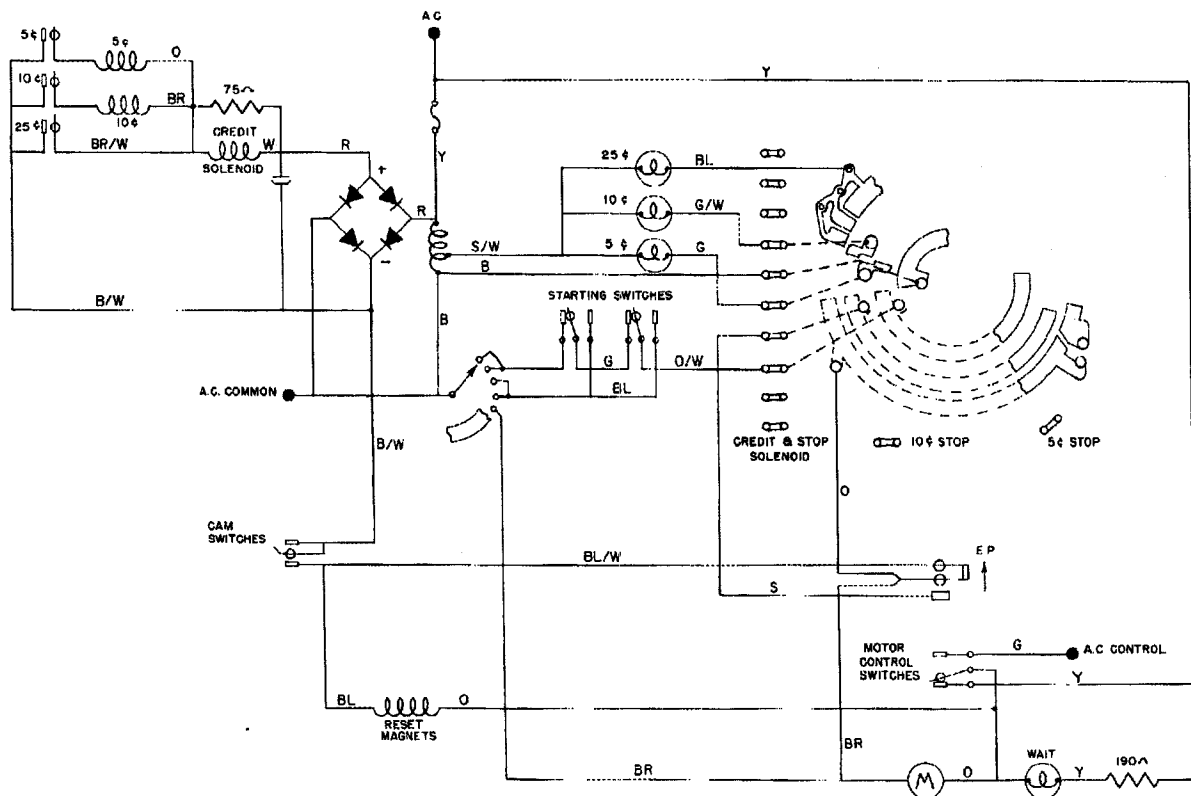 A.C.
5¢
5¢
O
10¢
BR
10¢
75⌒
25¢
BR/W
CREDIT
SOLENOID
W
R
+
R
-
Y
Y
S/W
B
B
25¢
BL
10¢
G/W
5¢
G
B/W
STARTING SWITCHES
G
O/W
BL
A.C. COMMON
B/W
CREDIT & STOP
SOLENOID
10¢ STOP
5¢ STOP
O
CAM
SWITCHES
BL/W
E P
S
MOTOR
CONTROL
SWITCHES
G
A.C CONTROL
Y
BL
O
RESET
MAGNETS
BR
BR
M
O
WAIT
Y
190⌒